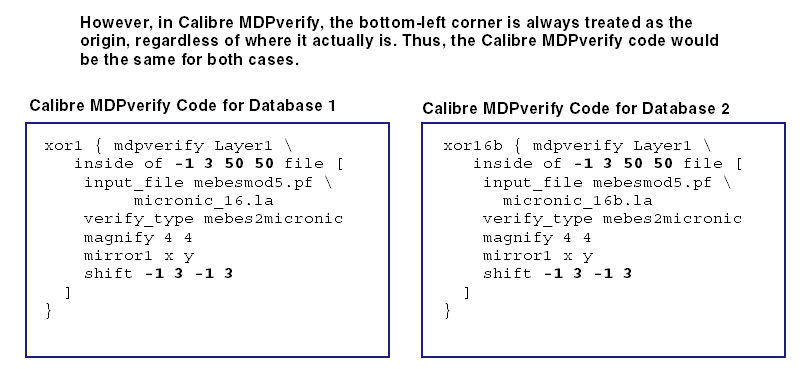 However, in Calibre MDPverify, the bottom-left corner is always treated as the
origin, regardless of where it actually is. Thus, the Calibre MDPverify code would
be the same for both cases.
Calibre MDPverify Code for Database 1
xor1 { mdpverify Layer1 \
inside of -1 3 50 50 file [
input_file mebesmod5.pf \
micronic_16.la
verify_type mebes2micronic
magnify 4 4
mirror1 x y
shift -1 3 -1 3
]
}
Calibre MDPverify Code for Database 2
xor16b { mdpverify Layer1 \
inside of -1 3 50 50 file [
input_file mebesmod5.pf \
micronic_16b.la
verify_type mebes2micronic
magnify 4 4
mirror1 x y
shift -1 3 -1 3
]
}